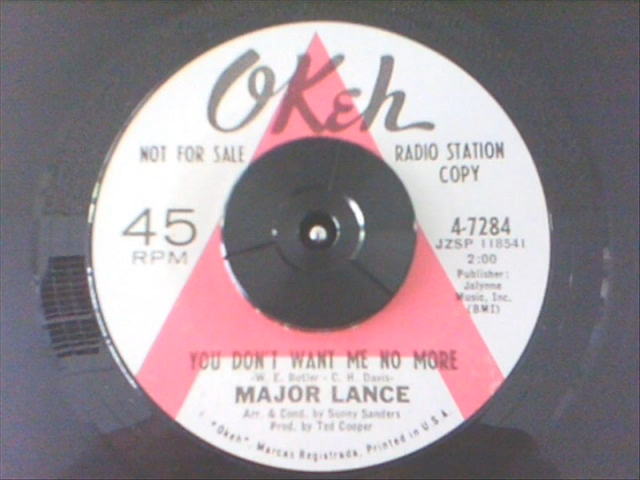 OKeh
NOT FOR SALE
RADIO STATION
COPY
45
RPM
4-7284
JZSP 118541
2:00
Publisher:
Jalynne
Music, Inc.
(BMI)
YOU DON'T WANT ME NO MORE
-W. E. Butler - C. H. Davis-
MAJOR LANCE
Arr. & Cond. by Sunny Sanders
Prod. by Ted Cooper
"Okeh", Marcas Registrada, Printed in U.S.A.